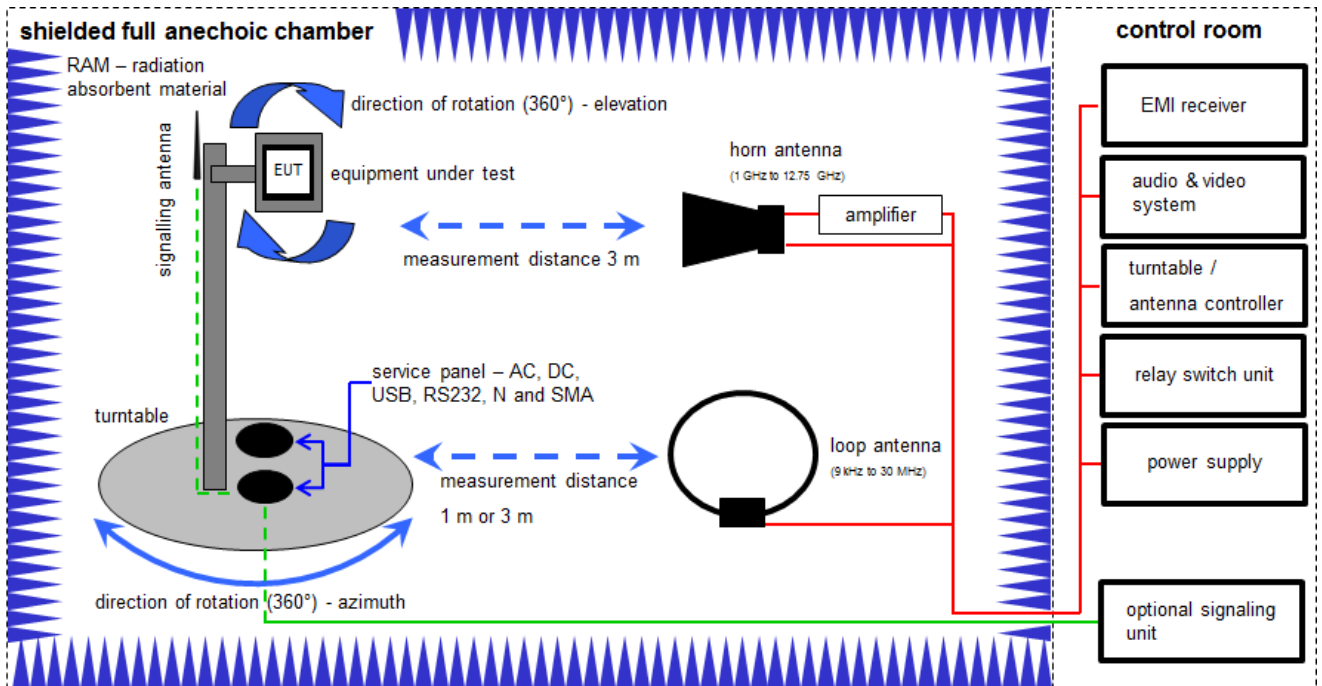 shielded full anechoic chamber
RAM – radiation
absorbent material
signalling antenna
direction of rotation (360°) - elevation
EUT
equipment under test
measurement distance 3 m
horn antenna
(1 GHz to 12.75 GHz)
amplifier
service panel – AC, DC,
USB, RS232, N and SMA
turntable
measurement distance
1 m or 3 m
loop antenna
(9 kHz to 30 MHz)
direction of rotation (360°) - azimuth
control room
EMI receiver
audio & video
system
turntable /
antenna controller
relay switch unit
power supply
optional signaling
unit